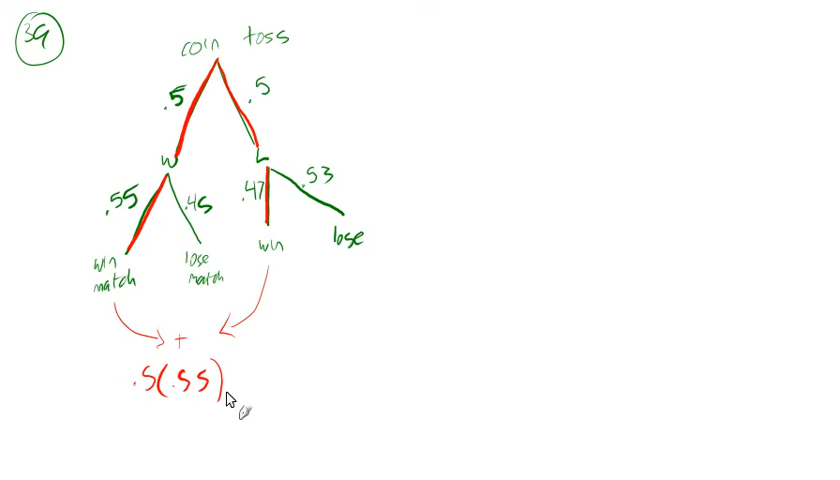 39
coin toss
.5 .5
W L
.55 .45 .47 .53
win match
lose match
win
lose
+
.5(.55)